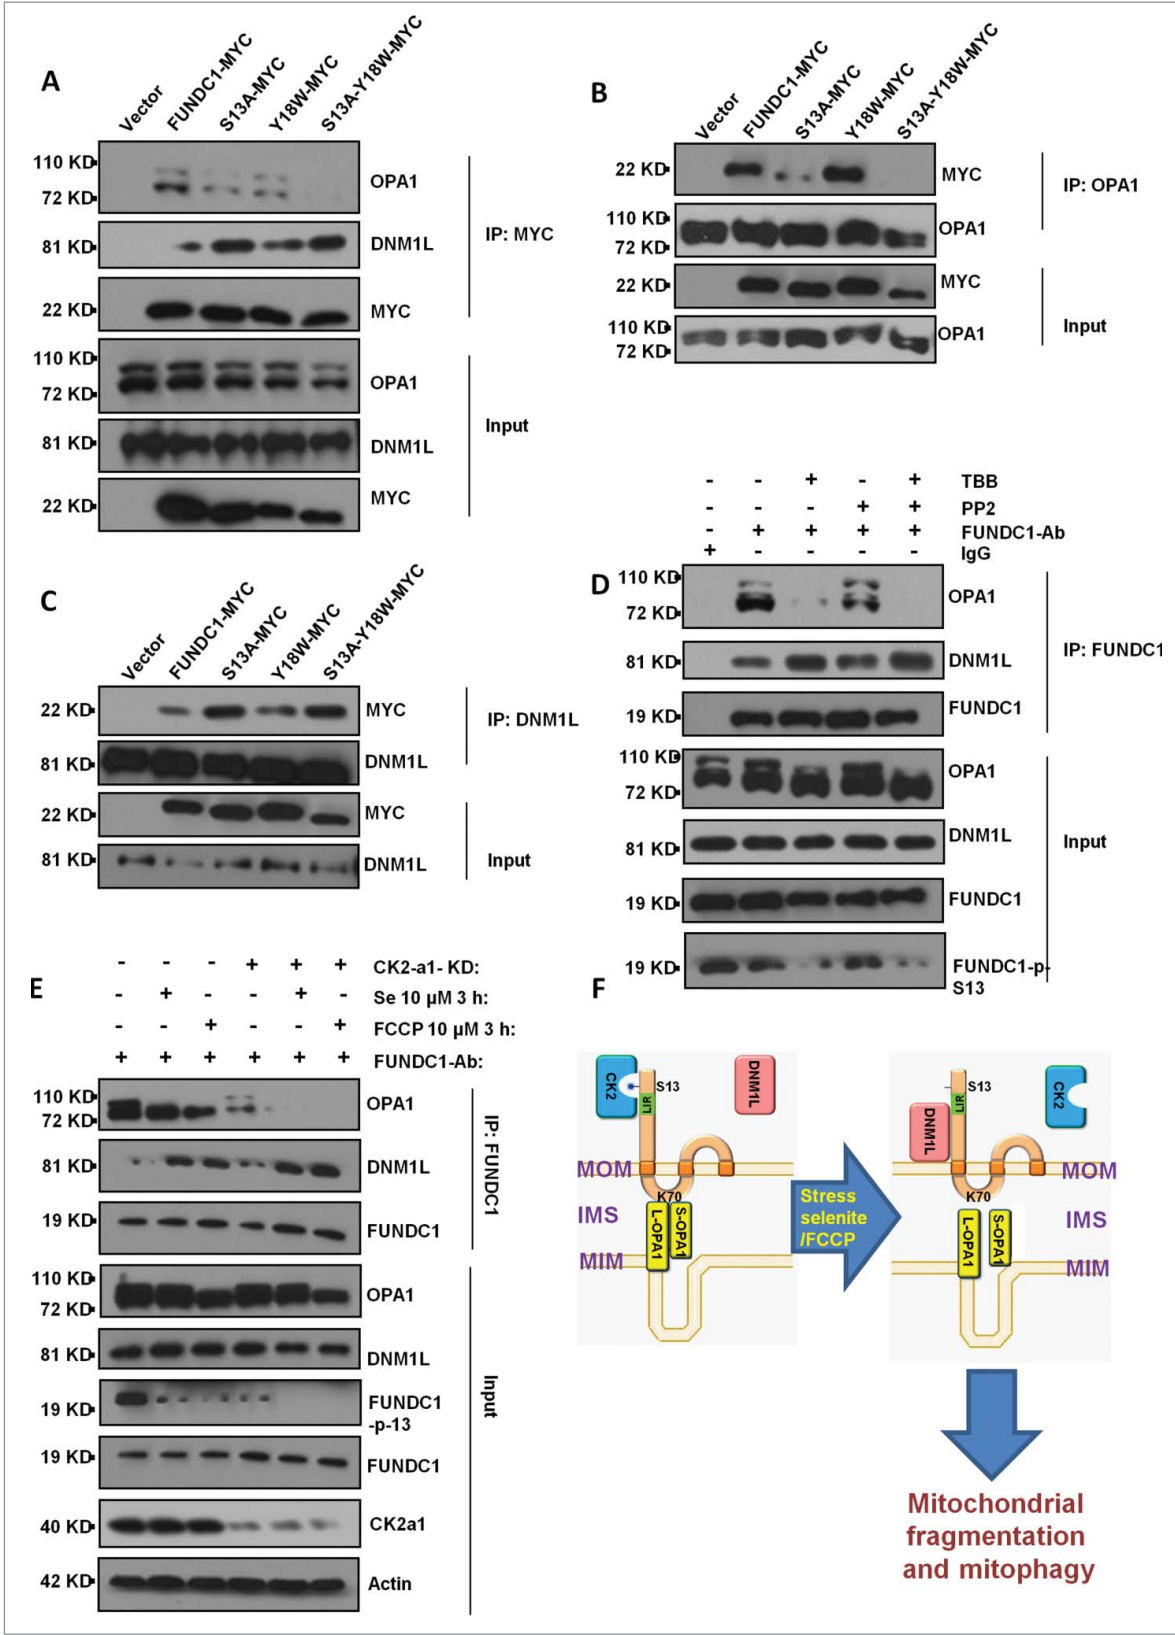 A
Vector
FUNDC1-MYC
S13A-MYC
Y18W-MYC
S13A-Y18W-MYC
110 KD
72 KD
OPA1
81 KD
DNM1L
IP: MYC
22 KD
MYC
110 KD
72 KD
OPA1
81 KD
DNM1L
Input
22 KD
MYC
B
Vector
FUNDC1-MYC
S13A-MYC
Y18W-MYC
S13A-Y18W-MYC
22 KD
MYC
IP: OPA1
110 KD
72 KD
OPA1
22 KD
MYC
110 KD
72 KD
OPA1
Input
C
Vector
FUNDC1-MYC
S13A-MYC
Y18W-MYC
S13A-Y18W-MYC
22 KD
MYC
IP: DNM1L
81 KD
DNM1L
22 KD
MYC
81 KD
DNM1L
Input
D
- - + - + TBB
- - - + + PP2
- + + + + FUNDC1-Ab
+ - - - - IgG
110 KD
72 KD
OPA1
IP: FUNDC1
81 KD
DNM1L
19 KD
FUNDC1
110 KD
72 KD
OPA1
81 KD
DNM1L
Input
19 KD
FUNDC1
19 KD
FUNDC1-p-
S13
E
- - - + + + CK2-a1- KD:
- + - - + - Se 10 µM 3 h:
- - + - - + FCCP 10 µM 3 h:
+ + + + + + FUNDC1-Ab:
110 KD
72 KD
OPA1
IP: FUNDC1
81 KD
DNM1L
19 KD
FUNDC1
110 KD
72 KD
OPA1
81 KD
DNM1L
Input
19 KD
FUNDC1
-p-13
19 KD
FUNDC1
40 KD
CK2a1
42 KD
Actin
F
CK2
S13
LIR
DNM1L
MOM
K70
IMS
L-OPA1
S-OPA1
MIM
Stress
selenite
/FCCP
S13
LIR
CK2
DNM1L
MOM
K70
IMS
L-OPA1
S-OPA1
MIM
Mitochondrial
fragmentation
and mitophagy